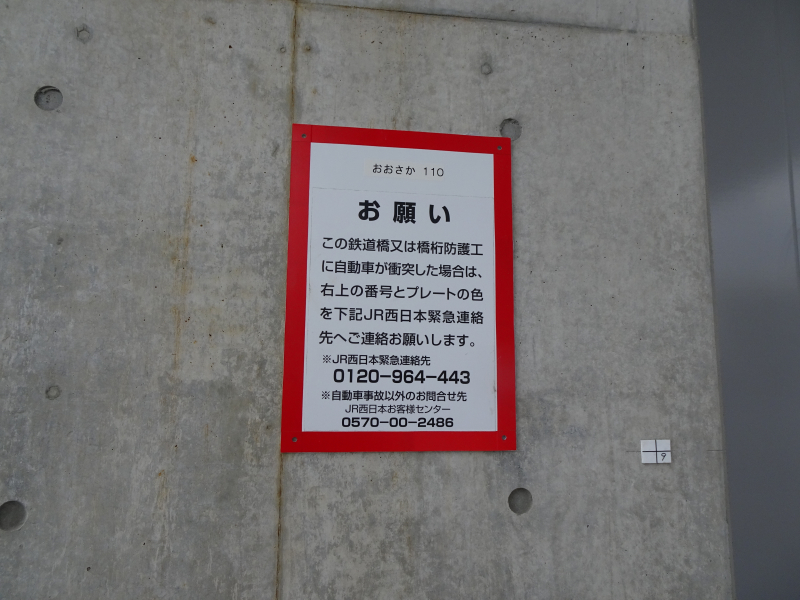 おおさか 110
お願い
この鉄道橋又は橋桁防護工
に自動車が衝突した場合は、
右上の番号とプレートの色
を下記JR西日本緊急連絡
先へご連絡お願いします。
※JR西日本緊急連絡先
0120-964-443
※自動車事故以外のお問合せ先
JR西日本お客様センター
0570-00-2486
9